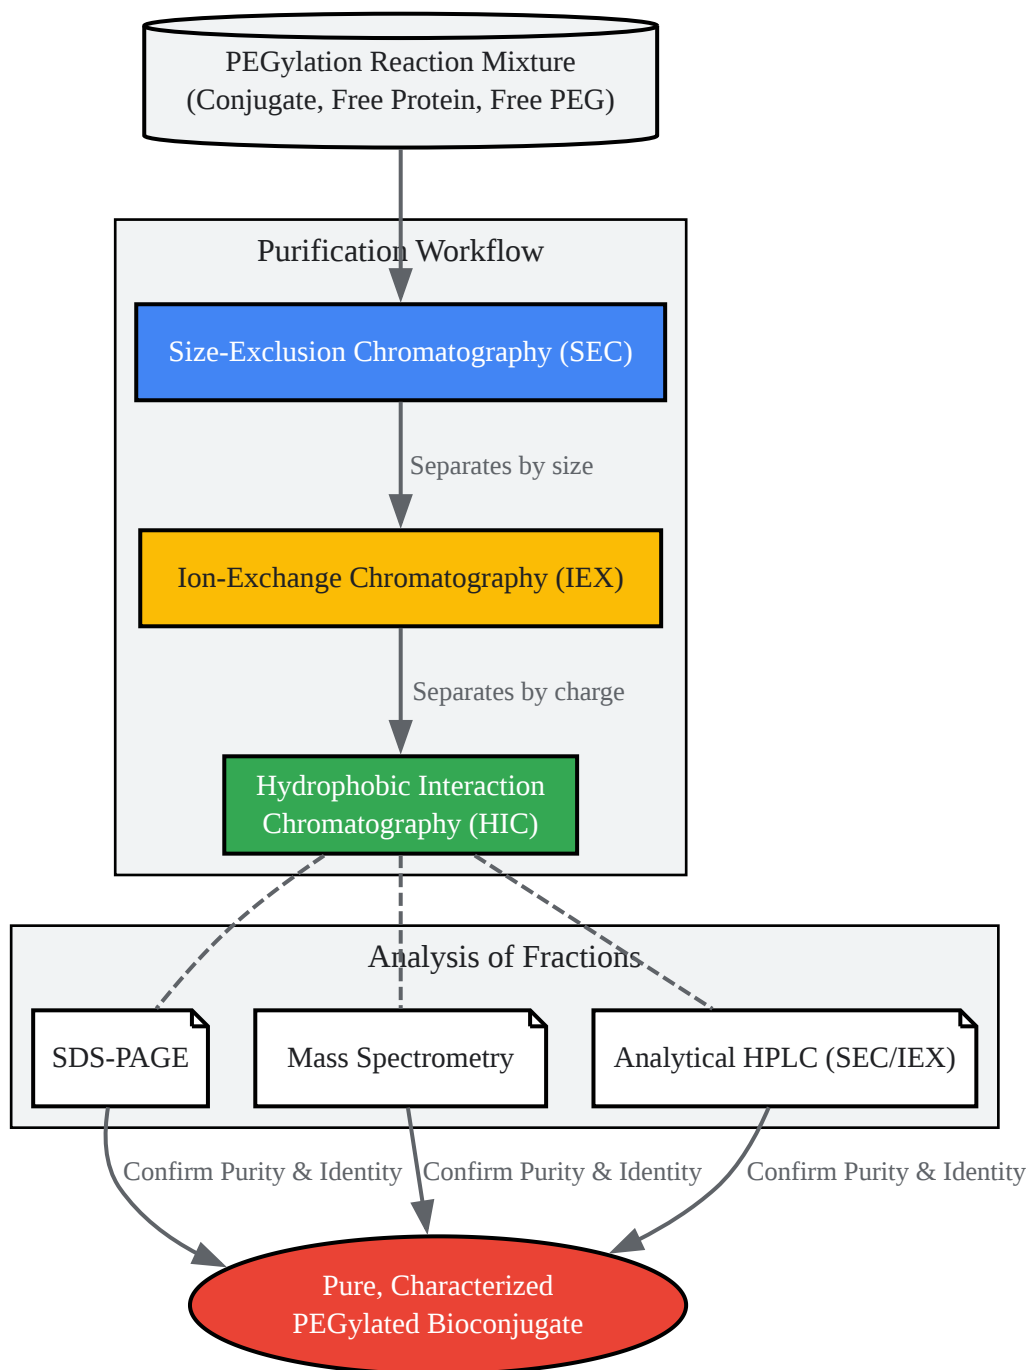 PEGylation Reaction Mixture
(Conjugate, Free Protein, Free PEG)
Purification Workflow
Size-Exclusion Chromatography (SEC)
Separates by size
Ion-Exchange Chromatography (IEX)
Separates by charge
Hydrophobic Interaction
Chromatography (HIC)
Analysis of Fractions
SDS-PAGE
Mass Spectrometry
Analytical HPLC (SEC/IEX)
Confirm Purity & Identity
Confirm Purity & Identity
Confirm Purity & Identity
Pure, Characterized
PEGylated Bioconjugate